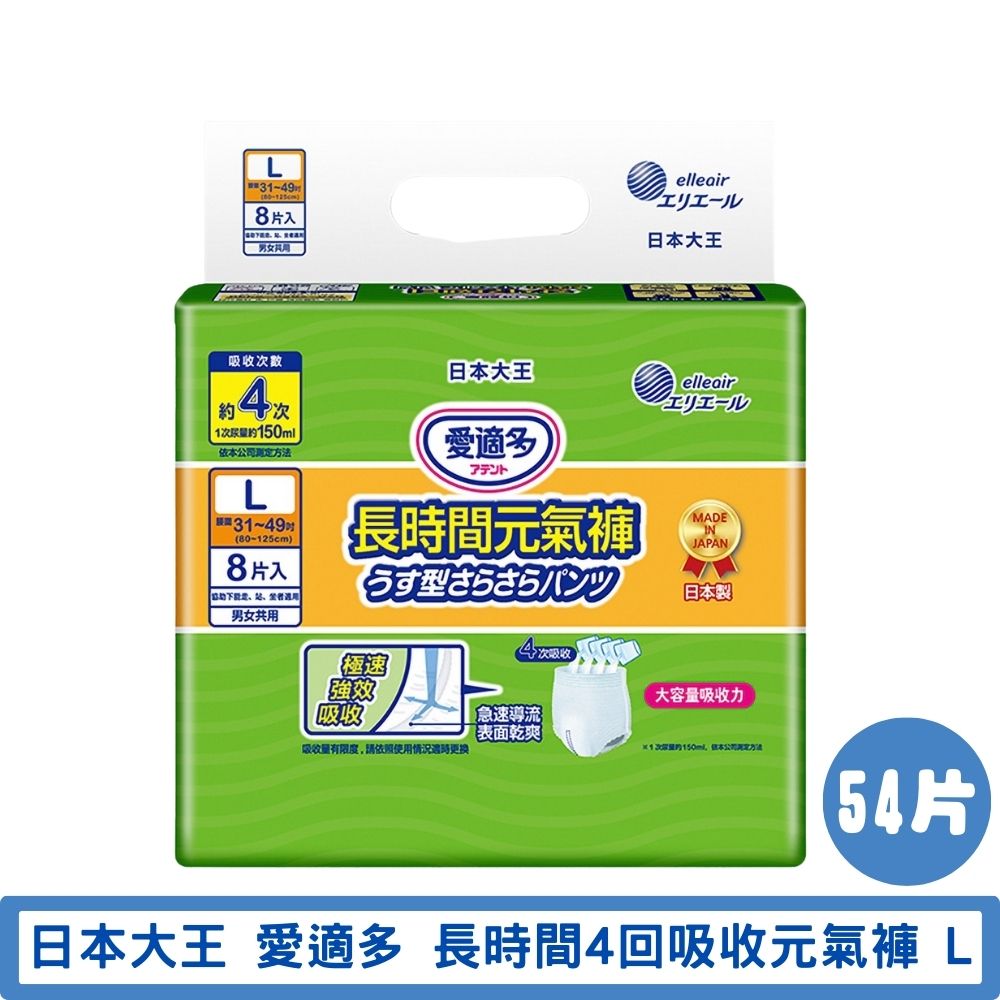 L
腰圍31~49吋
(80~125cm)
8片入
協助下能走、站、坐者適用
男女共用
elleair
エリエール
日本大王
吸收次數
約4次
1次尿量約150ml
依本公司測定方法
日本大王
elleair
エリエール
愛適多
アテント
L
腰圍31~49吋
(80~125cm)
8片入
協助下能走、站、坐者適用
男女共用
長時間元氣褲
うす型さらさらパンツ
MADE
IN
JAPAN
日本製
極速
強效
吸收
急速導流
表面乾爽
4次吸收
大容量吸收力
吸收量有限度,請依照使用情況適時更換
※1次尿量約150ml, 依本公司測定方法
54片
日本大王 愛適多 長時間4回吸收元氣褲 L